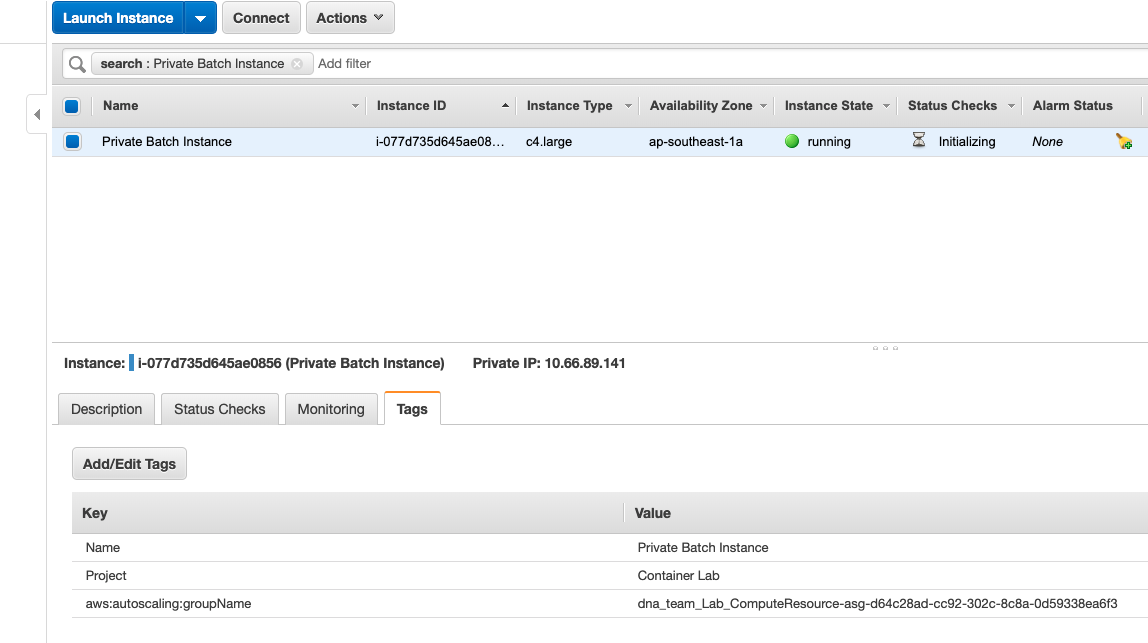 Launch Instance Connect Actions
search : Private Batch Instance Add filter
Name Instance ID Instance Type Availability Zone Instance State Status Checks Alarm Status
Private Batch Instance i-077d735d645ae08... c4.large ap-southeast-1a running Initializing None
Instance: i-077d735d645ae0856 (Private Batch Instance) Private IP: 10.66.89.141
Description Status Checks Monitoring Tags
Add/Edit Tags
Key Value
Name Private Batch Instance
Project Container Lab
aws:autoscaling:groupName dna_team_Lab_ComputeResource-asg-d64c28ad-cc92-302c-8c8a-0d59338ea6f3